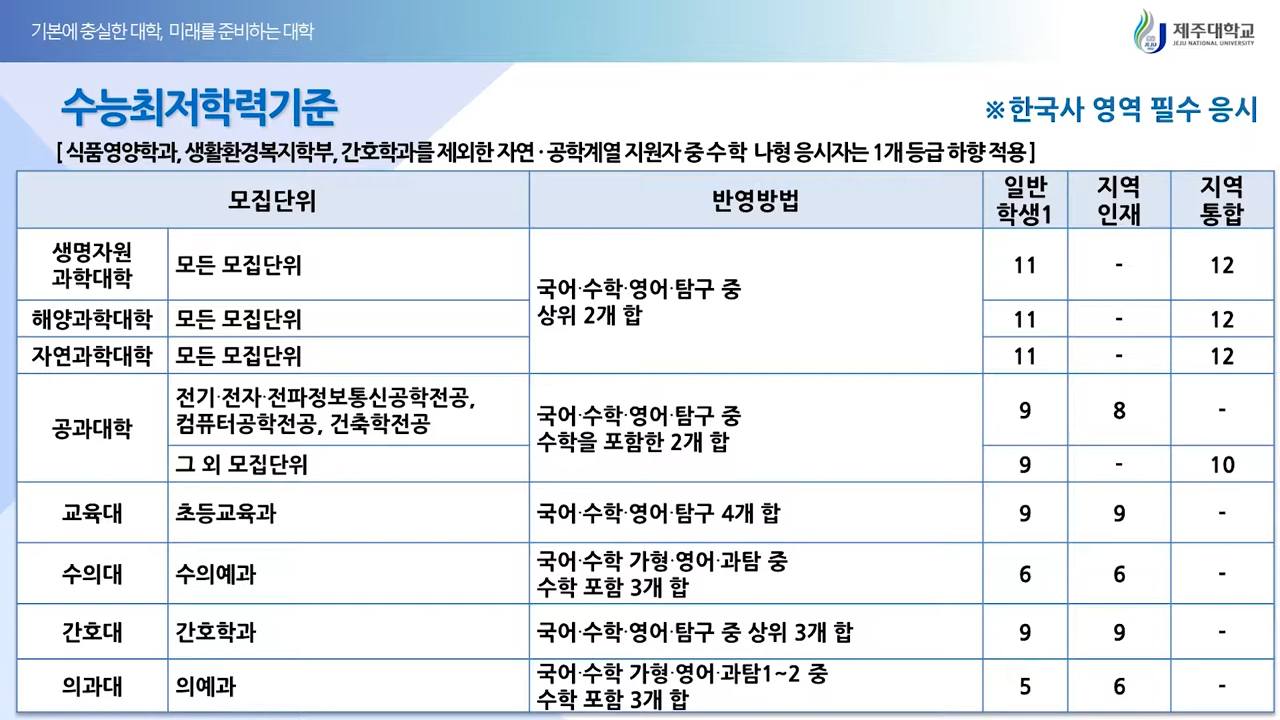 기본에 충실한 대학, 미래를 준비하는 대학
제주대학교
JEJU NATIONAL UNIVERSITY
JEJU
수능최저학력기준
※한국사 영역 필수 응시
[ 식품영양학과, 생활환경복지학부, 간호학과를 제외한 자연·공학계열 지원자 중 수학 나형 응시자는 1개 등급 하향 적용 ]
모집단위
반영방법
일반
학생1
지역
인재
지역
통합
생명자원
과학대학
모든 모집단위
국어·수학·영어·탐구 중
상위 2개 합
11
-
12
해양과학대학
모든 모집단위
11
-
12
자연과학대학
모든 모집단위
11
-
12
공과대학
전기·전자·전파정보통신공학전공,
컴퓨터공학전공, 건축학전공
국어·수학·영어·탐구 중
수학을 포함한 2개 합
9
8
-
그 외 모집단위
9
-
10
교육대
초등교육과
국어·수학·영어·탐구 4개 합
9
9
-
수의대
수의예과
국어·수학 가형·영어·과탐 중
수학 포함 3개 합
6
6
-
간호대
간호학과
국어·수학·영어·탐구 중 상위 3개 합
9
9
-
의과대
의예과
국어·수학 가형·영어·과탐1~2 중
수학 포함 3개 합
5
6
-